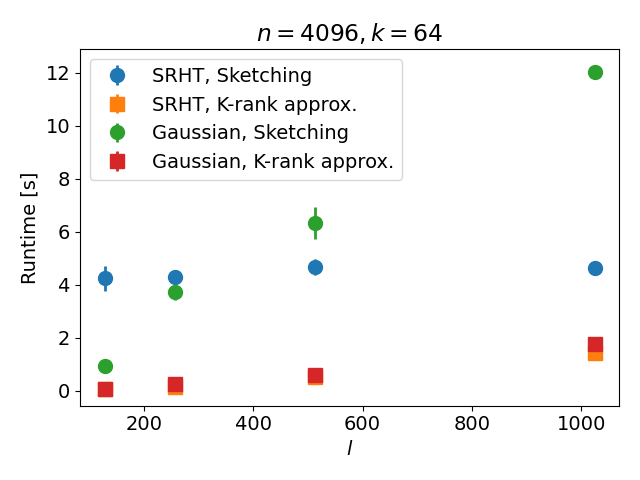 n = 4096, k = 64
SRHT, Sketching
SRHT, K-rank approx.
Gaussian, Sketching
Gaussian, K-rank approx.
Runtime [s]
12
10
8
6
4
2
0
200 400 600 800 1000
l